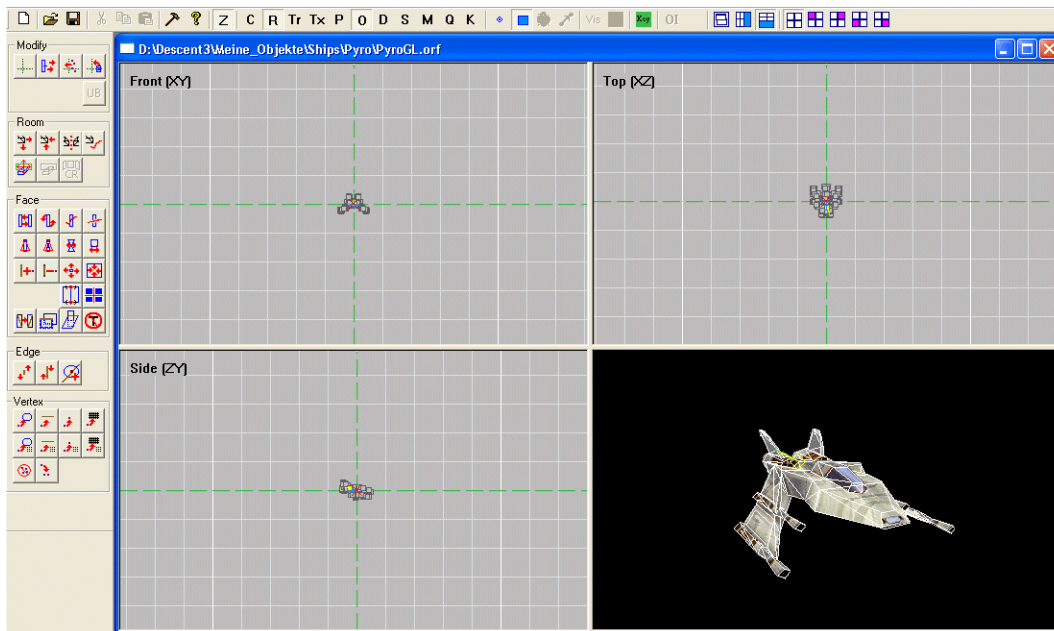 Z C R Tr Tx P O D S M Q K Vis Key OI
Modify
D:\Descent3\Meine_Objekte\Ships\Pyro\PyroGL.orf
UB
Front (XY)
Top (XZ)
Room
CR
Face
Side (ZY)
Edge
Vertex